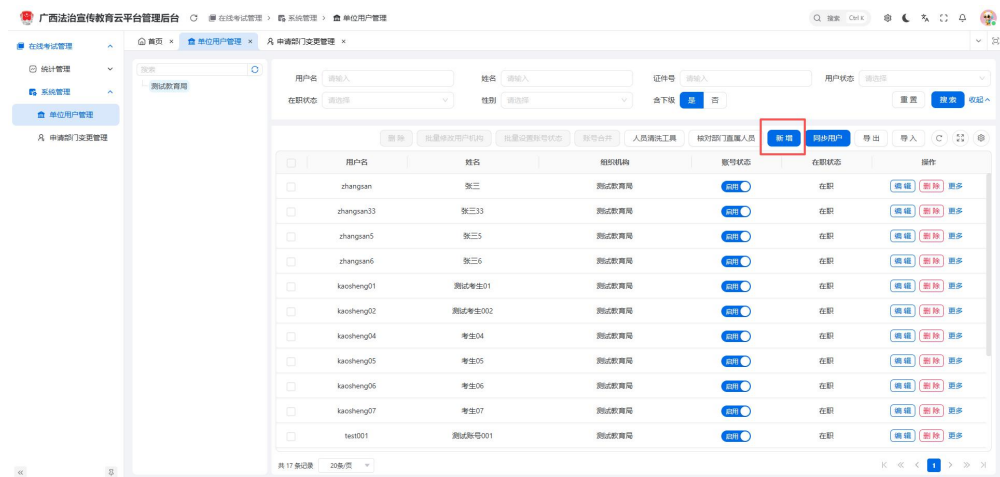 广西法治宣传教育云平台管理后台 在线考试管理 > 系统管理 > 单位用户管理 搜索 Ctrl K
在线考试管理
统计管理
系统管理
单位用户管理
申请部门变更管理
首页 × 单位用户管理 × 申请部门变更管理 ×
搜索
测试教育局
用户名 请输入 姓名 请输入 证件号 请输入 用户状态 请选择
在职状态 请选择 性别 请选择 含下级 是 否 重置 搜索 收起
删除 批量修改用户机构 批量设置账号状态 账号合并 人员清洗工具 核对部门直属人员 新增 同步用户 导出 导入
用户名 姓名 组织机构 账号状态 在职状态 操作
zhangsan 张三 测试教育局 启用 在职 编辑 删除 更多
zhangsan33 张三33 测试教育局 启用 在职 编辑 删除 更多
zhangsan5 张三5 测试教育局 启用 在职 编辑 删除 更多
zhangsan6 张三6 测试教育局 启用 在职 编辑 删除 更多
kaosheng01 测试考生01 测试教育局 启用 在职 编辑 删除 更多
kaosheng02 测试考生002 测试教育局 启用 在职 编辑 删除 更多
kaosheng04 考生04 测试教育局 启用 在职 编辑 删除 更多
kaosheng05 考生05 测试教育局 启用 在职 编辑 删除 更多
kaosheng06 考生06 测试教育局 启用 在职 编辑 删除 更多
kaosheng07 考生07 测试教育局 启用 在职 编辑 删除 更多
test001 测试账号001 测试教育局 启用 在职 编辑 删除 更多
共 17 条记录 20条/页 1